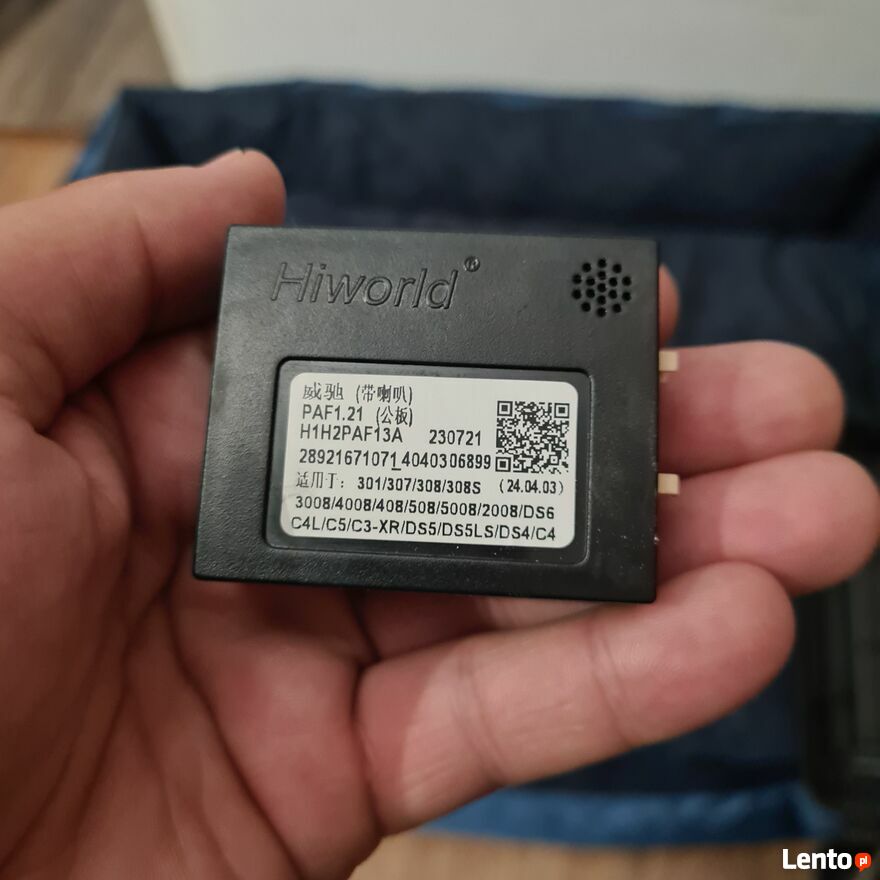 Hiworld®
威驰 (带喇叭)
PAF1.21 (公板)
H1H2PAF13A 230721
28921671071_4040306899
适用于: 301/307/308/308S (24.04.03)
3008/4008/408/508/5008/2008/DS6
C4L/C5/C3-XR/DS5/DS5LS/DS4/C4
Lento pl